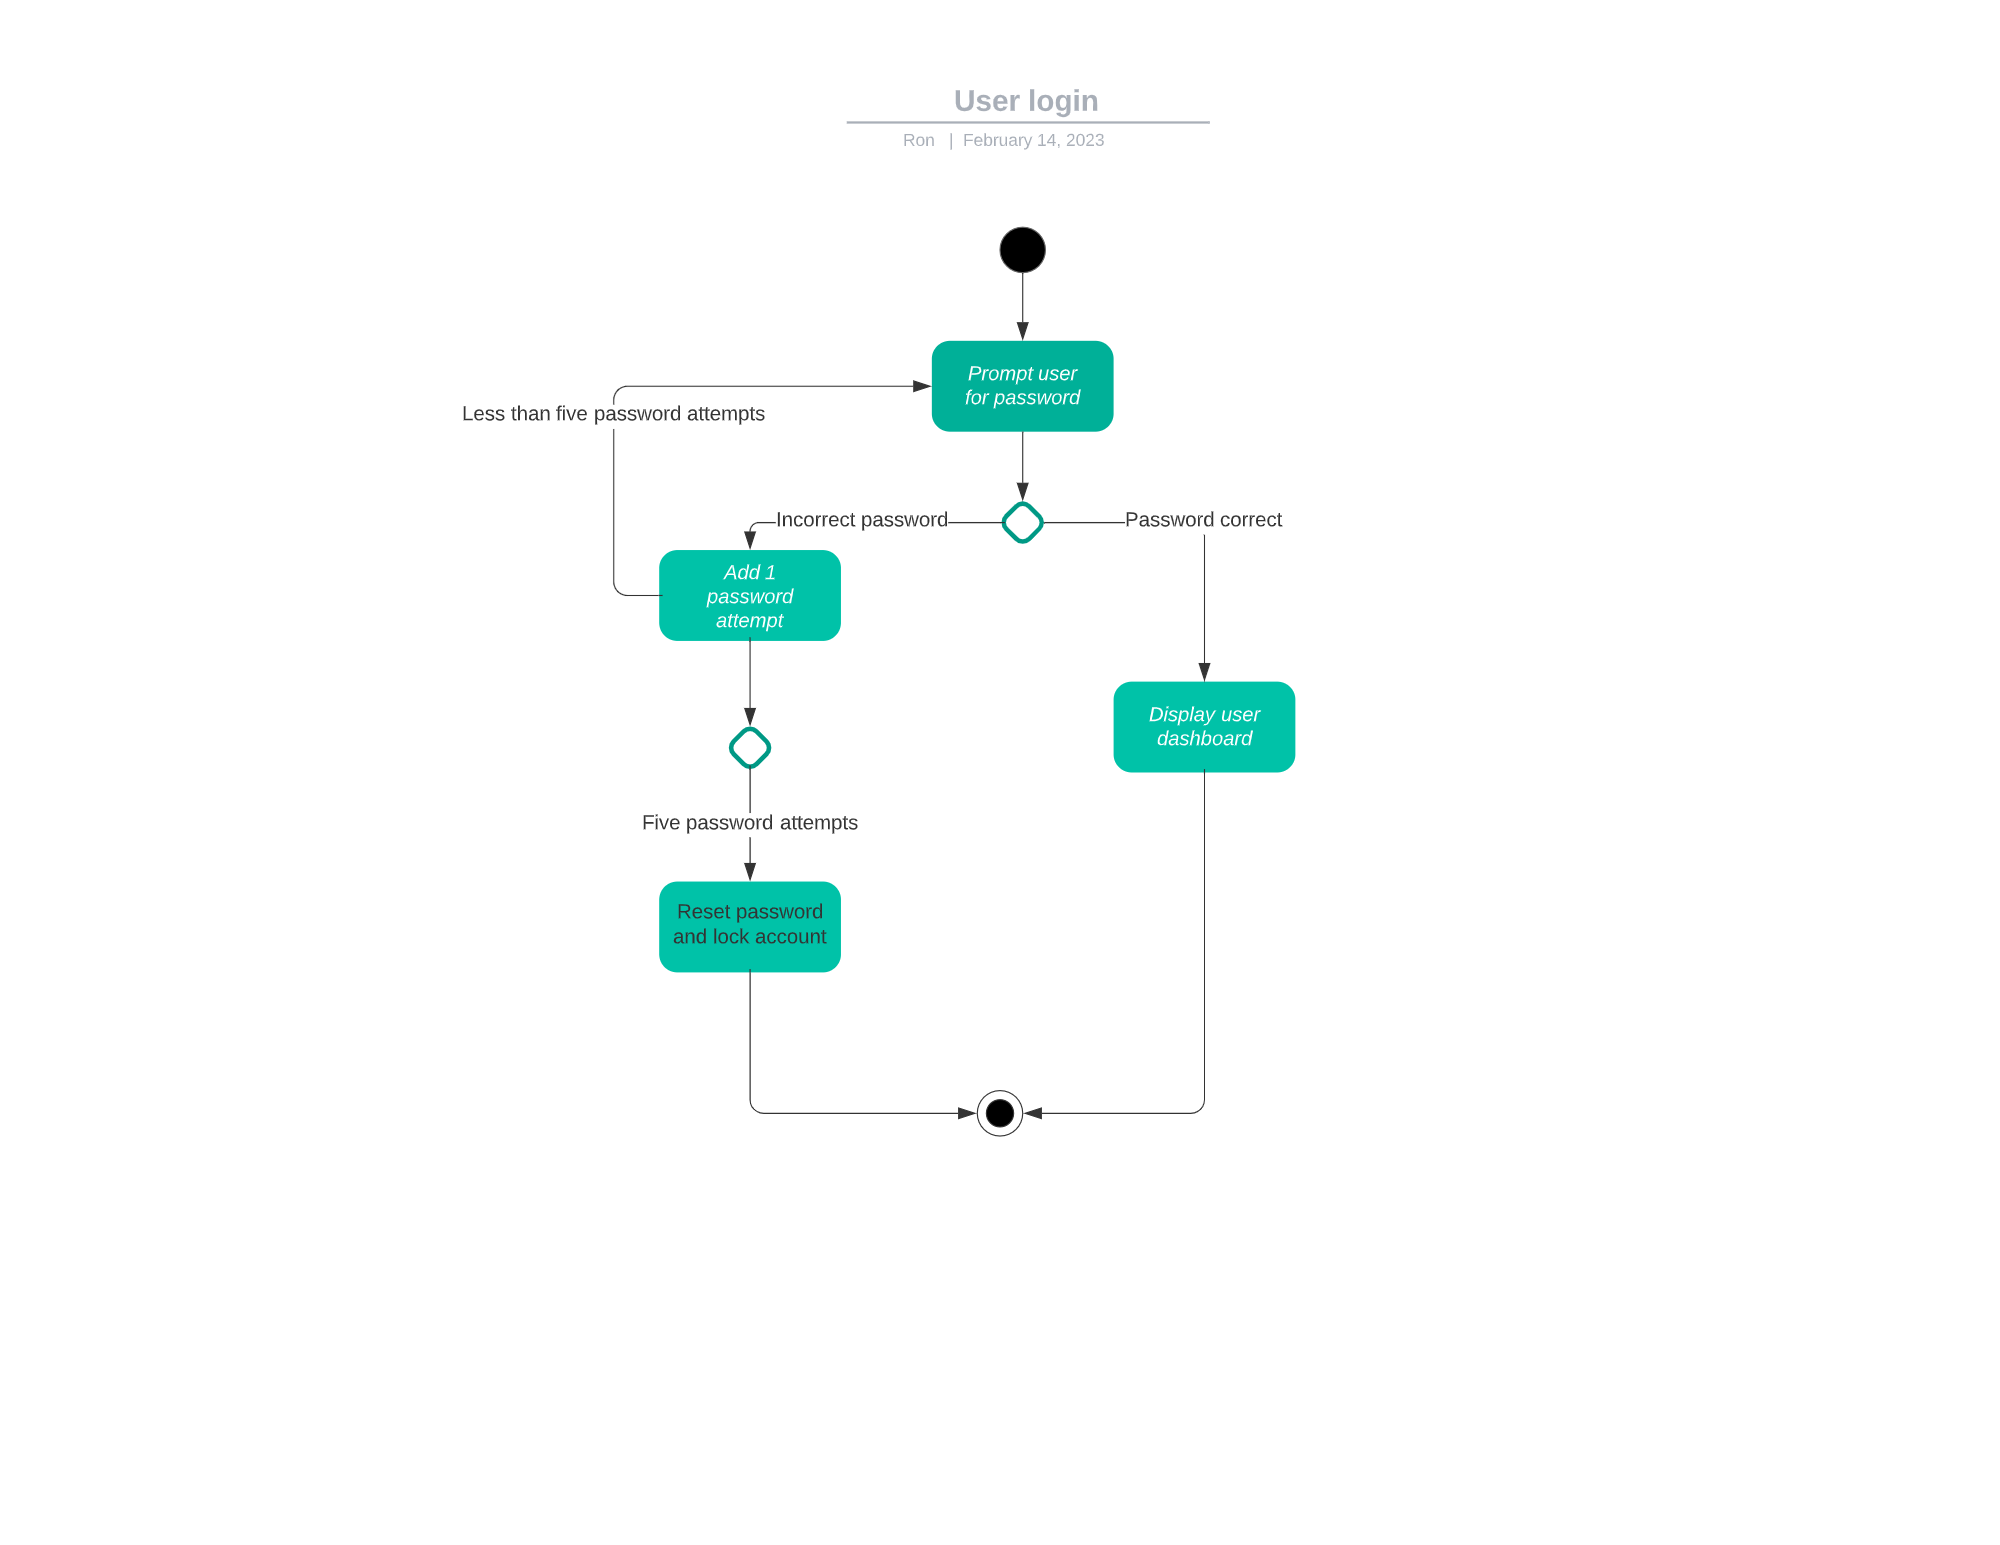 User login
Ron | February 14, 2023
Prompt user
for password
Less than five password attempts
Incorrect password
Password correct
Add 1
password
attempt
Display user
dashboard
Five password attempts
Reset password
and lock account